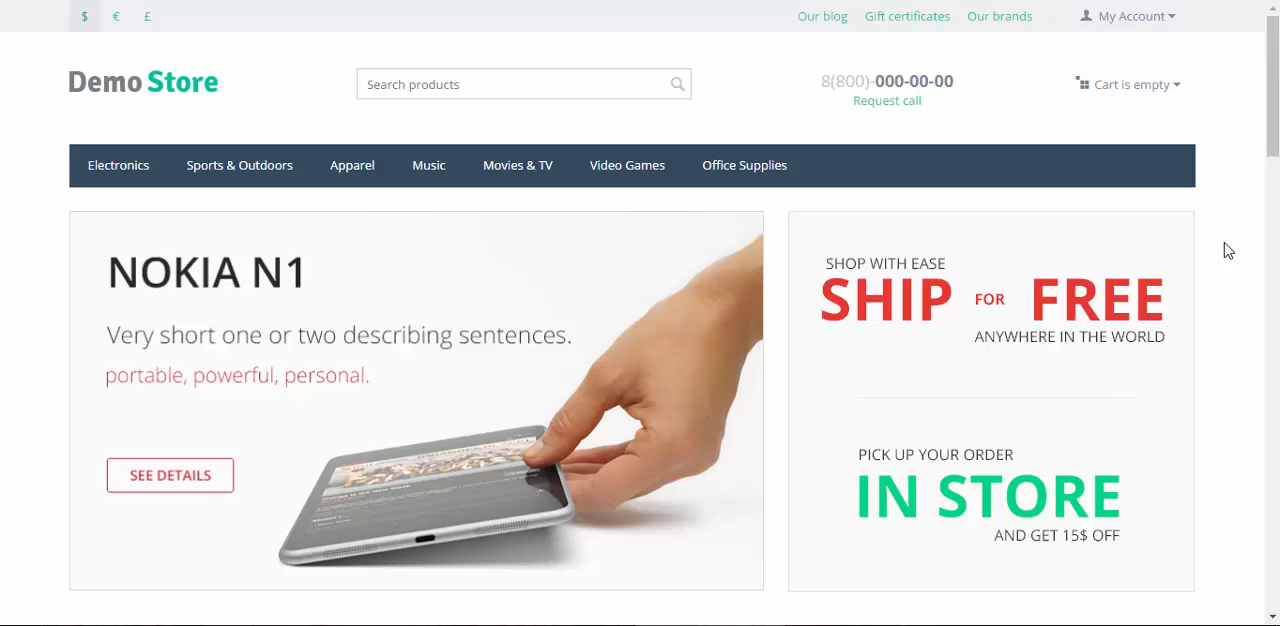 $ € £ Our blog Gift certificates Our brands My Account
Demo Store Search products 8(800)-000-00-00 Cart is empty
Request call
Electronics Sports & Outdoors Apparel Music Movies & TV Video Games Office Supplies
NOKIA N1
Very short one or two describing sentences.
portable, powerful, personal.
SEE DETAILS
SHOP WITH EASE
SHIP FOR FREE
ANYWHERE IN THE WORLD
PICK UP YOUR ORDER
IN STORE
AND GET 15$ OFF